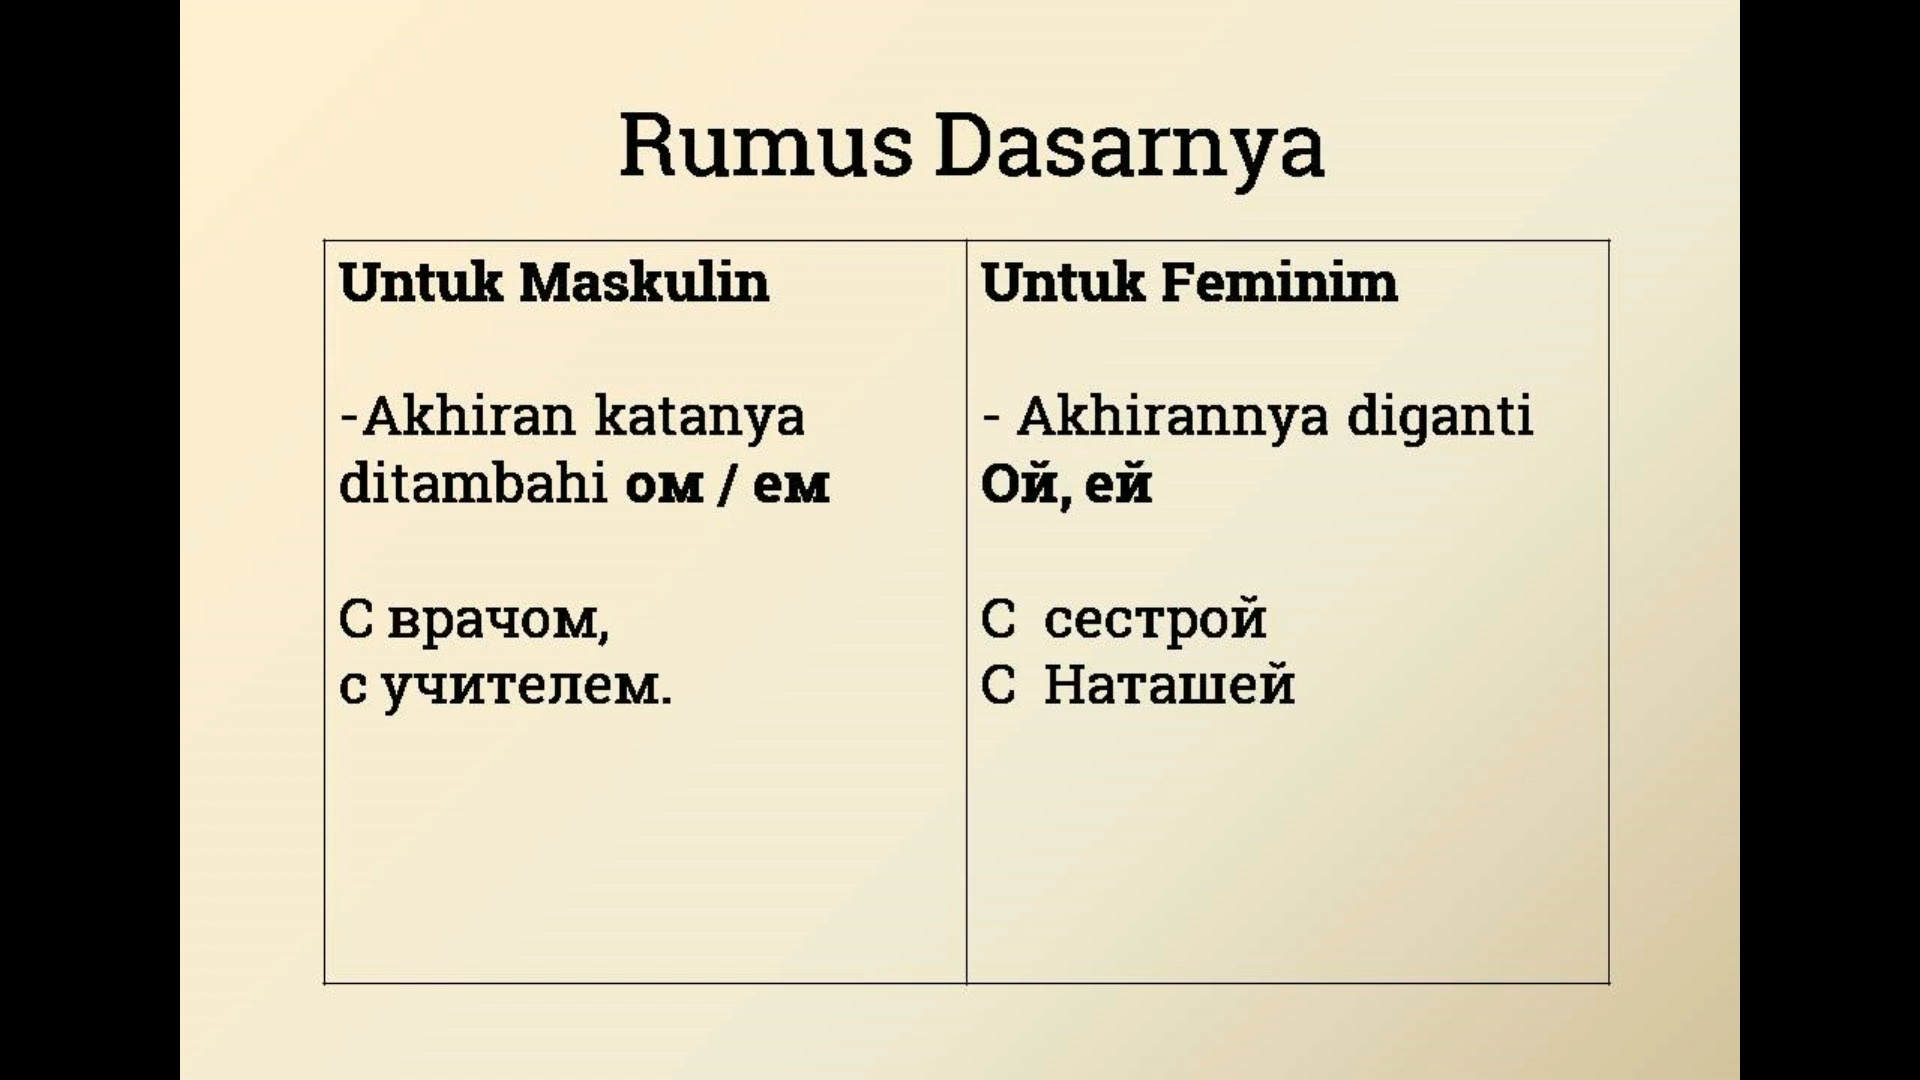 Rumus Dasarnya
Untuk Maskulin
-Akhiran katanya
ditambahi ом / ем
С врачом,
с учителем.
Untuk Feminim
- Akhirannya diganti
Ой, ей
С сестрой
С Наташей